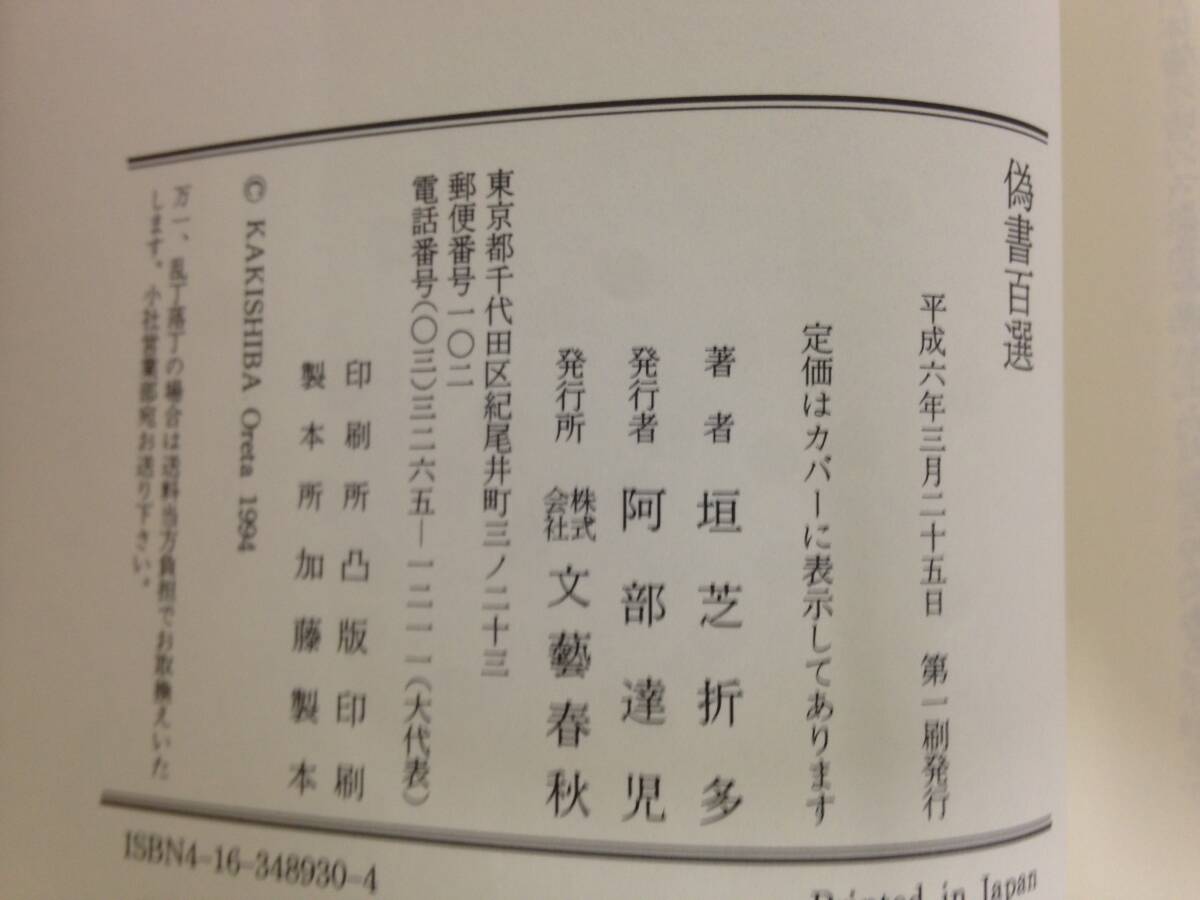 偽書百選
平成六年三月二十五日　第一刷発行
定価はカバーに表示してあります
著者　垣芝折多
発行者　阿部達児
発行所　株式会社　文藝春秋
東京都千代田区紀尾井町三ノ二十三
郵便番号一〇二
電話番号(〇三)三二六五—一二一一(大代表)
印刷所　凸版印刷
製本所　加藤製本
© KAKISHIBA Oreta 1994
万一、乱丁落丁の場合は送料当方負担でお取換えいた
します。小社営業部宛お送り下さい。
ISBN4-16-348930-4
Printed in Japan